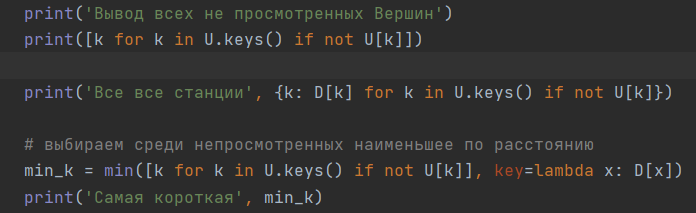 print('Вывод всех не просмотренных Вершин')
print([k for k in U.keys() if not U[k]])
print('Все все станции', {k: D[k] for k in U.keys() if not U[k]})
# выбираем среди непросмотренных наименьшее по расстоянию
min_k = min([k for k in U.keys() if not U[k]], key=lambda x: D[x])
print('Самая короткая', min_k)